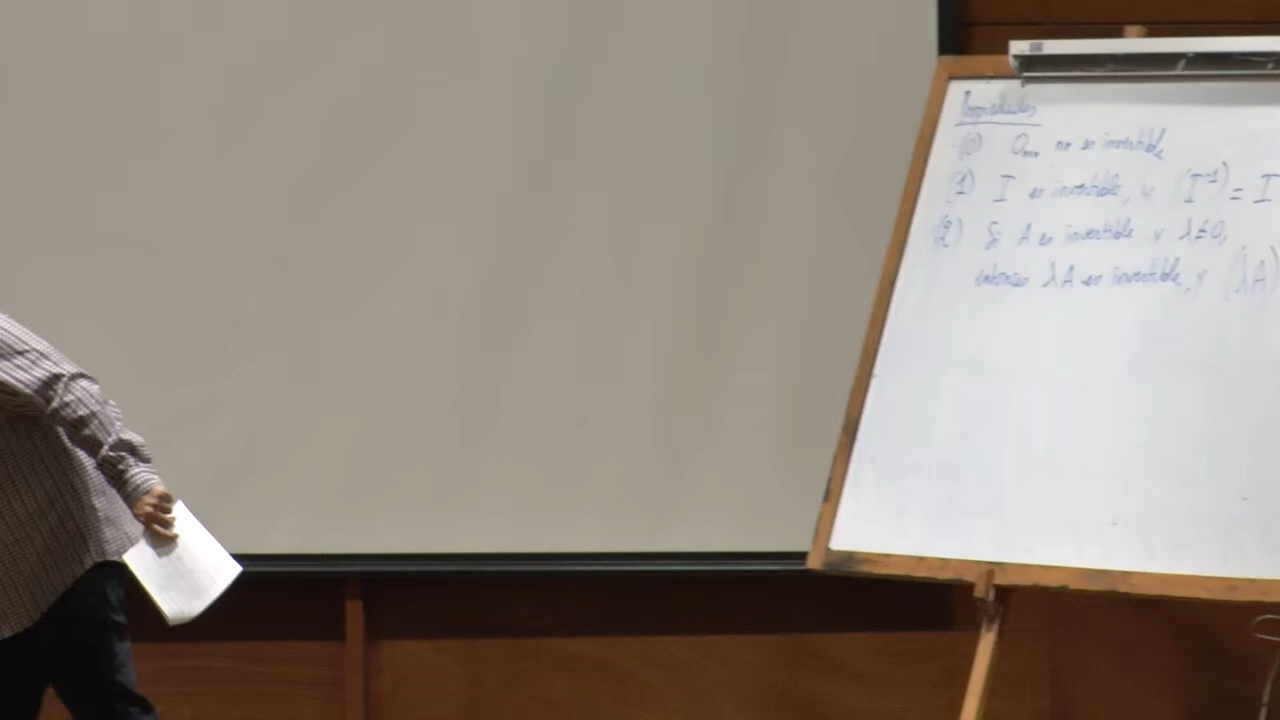 Propiedades
(0) Omxn no es invertible
(1) I es invertible, y (I⁻¹) = I
(2) Si A es invertible y λ≠0,
entonces λA es invertible, y (λA)